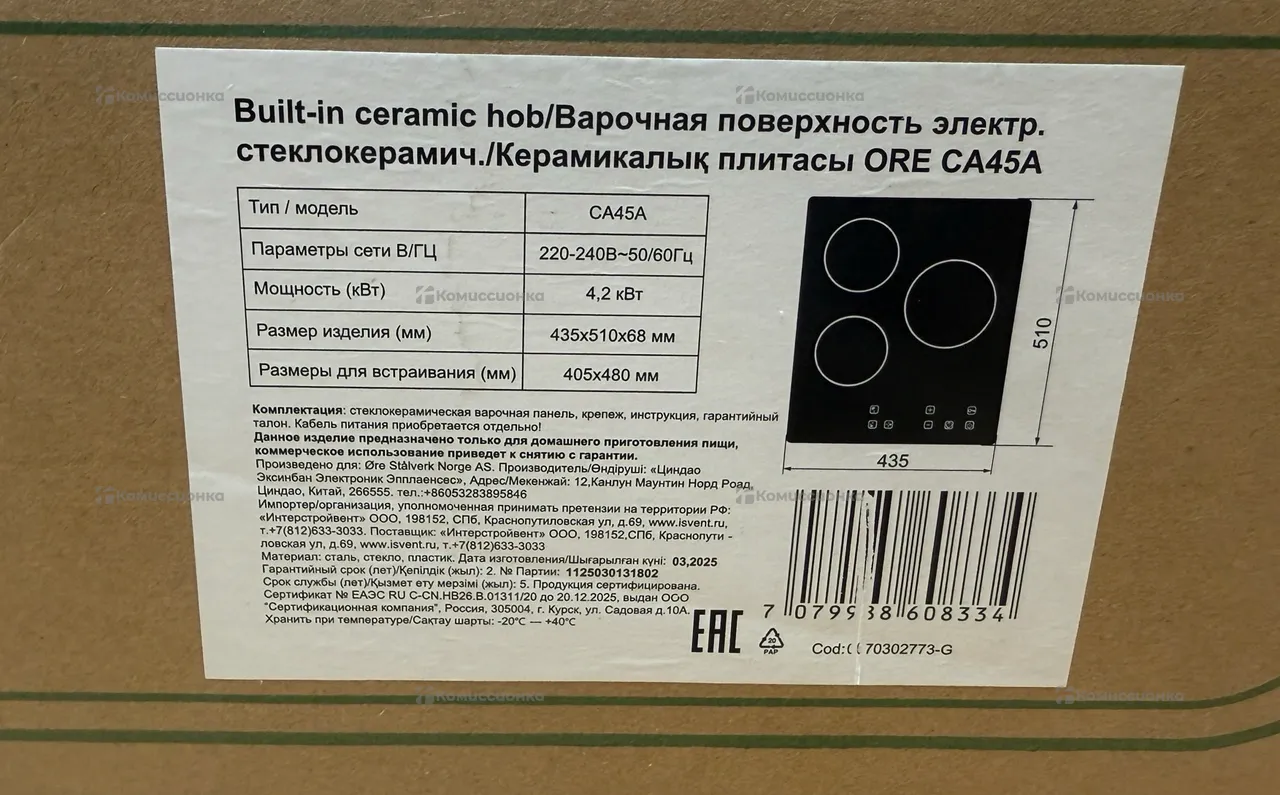 Built-in ceramic hob/Варочная поверхность электр.
стеклокерамич./Керамикалық плитасы ORE CA45A
Тип / модель CA45A
Параметры сети В/ГЦ 220-240В~50/60Гц
Мощность (кВт) 4,2 кВт
Размер изделия (мм) 435x510x68 мм
Размеры для встраивания (мм) 405x480 мм
510
435
Комплектация: стеклокерамическая варочная панель, крепеж, инструкция, гарантийный
талон. Кабель питания приобретается отдельно!
Данное изделие предназначено только для домашнего приготовления пищи,
коммерческое использование приведет к снятию с гарантии.
Произведено для: Øre Stålverk Norge AS. Производитель/Өндіруші: «Циндао
Эксинбан Электроник Эпплаенсес», Адрес/Мекенжай: 12,Канлун Маунтин Норд Роад,
Циндао, Китай, 266555. тел.:+86053283895846
Импортер/организация, уполномоченная принимать претензии на территории РФ:
«Интерстройвент» ООО, 198152, СПб, Краснопутиловская ул, д.69, www.isvent.ru,
т.+7(812)633-3033. Поставщик: «Интерстройвент» ООО, 198152,СПб, Краснопути -
ловская ул, д.69, www.isvent.ru, т.+7(812)633-3033
Материал: сталь, стекло, пластик. Дата изготовления/Шығарылған күні: 03,2025
Гарантийный срок (лет)/Кепілдік (жыл): 2. № Партии: 1125030131802
Срок службы (лет)/Қызмет ету мерзімі (жыл): 5. Продукция сертифицирована.
Сертификат № ЕАЭС RU C-CN.HB26.B.01311/20 до 20.12.2025, выдан ООО
"Сертификационная компания", Россия, 305004, г. Курск, ул. Садовая д.10А.
Хранить при температуре/Сақтау шарты: -20°C — +40°C
EAC
20
PAP
7 079988 608334
Cod: 70302773-G
Комиссионка
Комиссионка
Комиссионка
Комиссионка
Комиссионка
Комиссионка
Комиссионка
Комиссионка